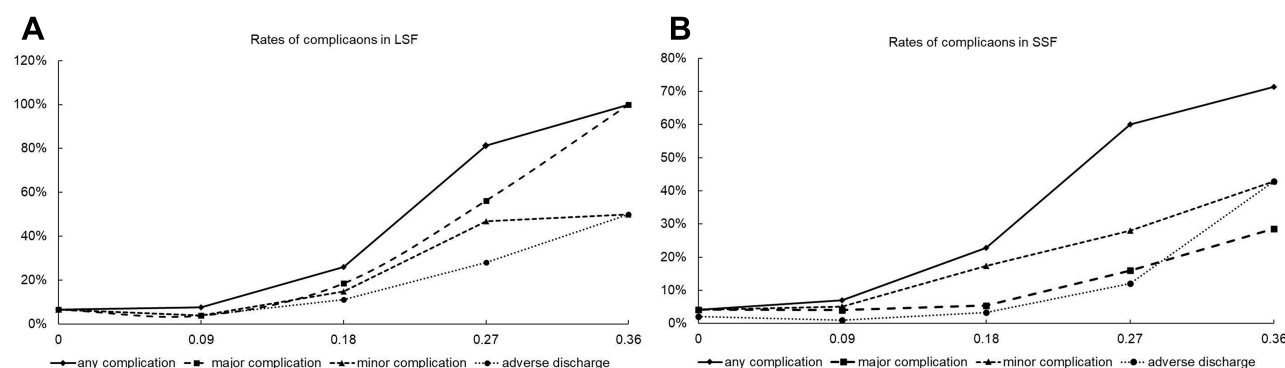 A
Rates of complicaons in LSF
120%
100%
80%
60%
40%
20%
0%
0 0.09 0.18 0.27 0.36
any complication major complication minor complication adverse discharge
B
Rates of complicaons in SSF
80%
70%
60%
50%
40%
30%
20%
10%
0%
0 0.09 0.18 0.27 0.36
any complication major complication minor complication adverse discharge